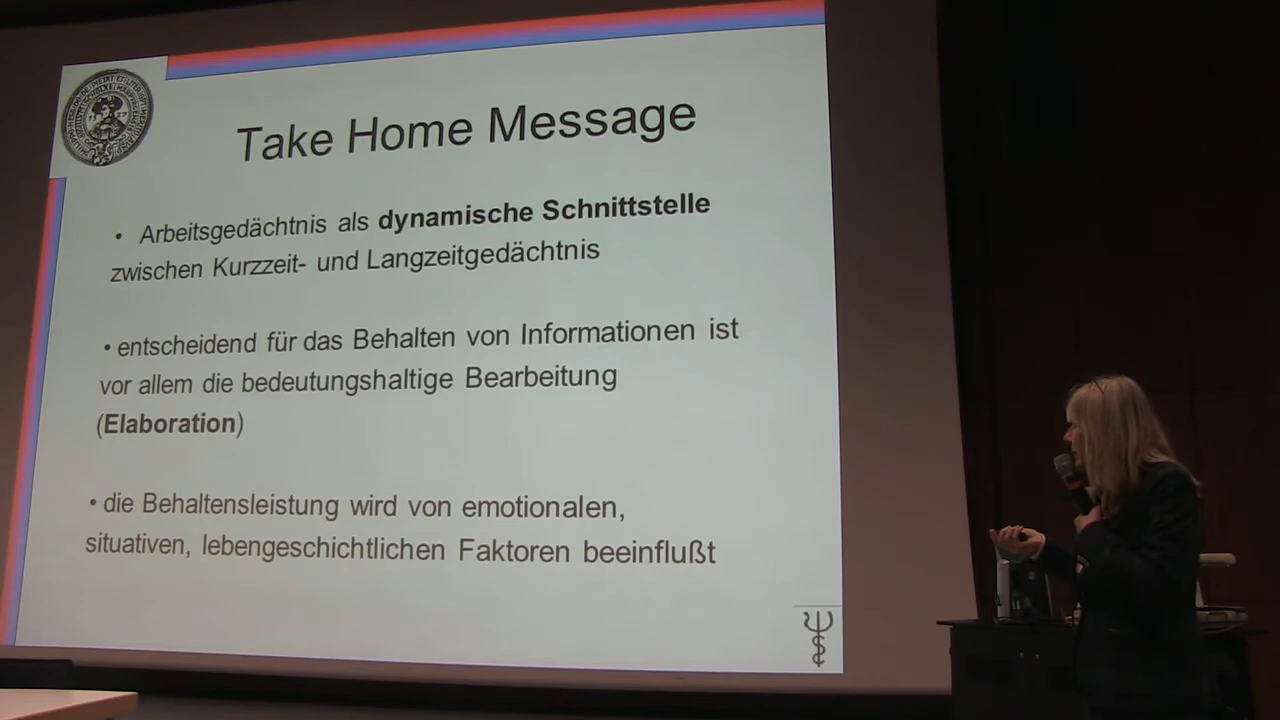 Take Home Message
• Arbeitsgedächtnis als dynamische Schnittstelle
zwischen Kurzzeit- und Langzeitgedächtnis
• entscheidend für das Behalten von Informationen ist
vor allem die bedeutungshaltige Bearbeitung
(Elaboration)
• die Behaltensleistung wird von emotionalen,
situativen, lebengeschichtlichen Faktoren beeinflußt